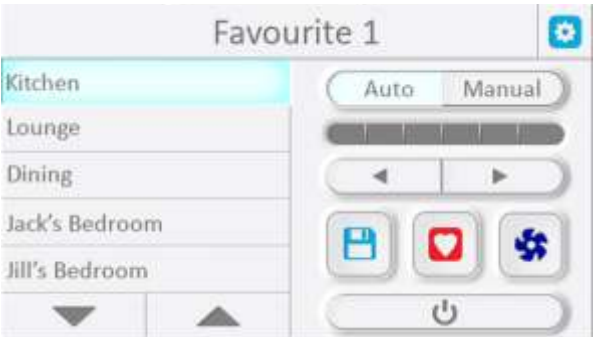 Favourite 1
Kitchen
Lounge
Dining
Jack's Bedroom
Jill's Bedroom
Auto Manual